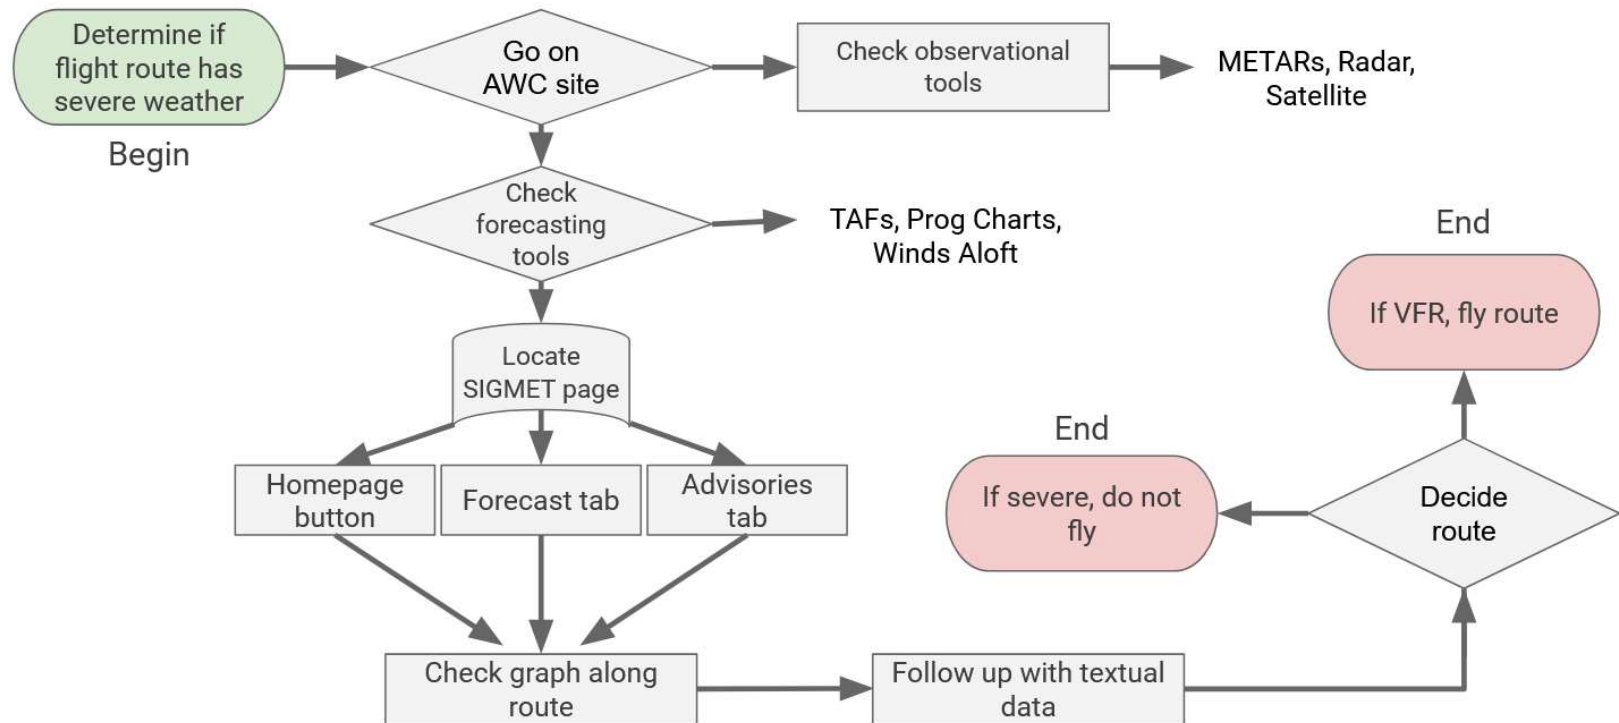 Determine if
flight route has
severe weather
Begin
Go on
AWC site
Check observational
tools
METARs, Radar,
Satellite
Check
forecasting
tools
TAFs, Prog Charts,
Winds Aloft
Locate
SIGMET page
Homepage
button
Forecast tab
Advisories
tab
Check graph along
route
Follow up with textual
data
Decide
route
End
If severe, do not
fly
End
If VFR, fly route